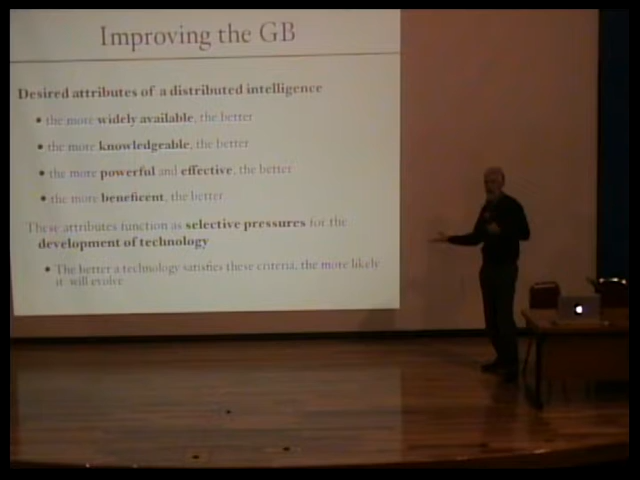 Improving the GB
Desired attributes of a distributed intelligence
• the more widely available, the better
• the more knowledgeable, the better
• the more powerful and effective, the better
• the more beneficent, the better
These attributes function as selective pressures for the
development of technology
• The better a technology satisfies these criteria, the more likely
it will evolve